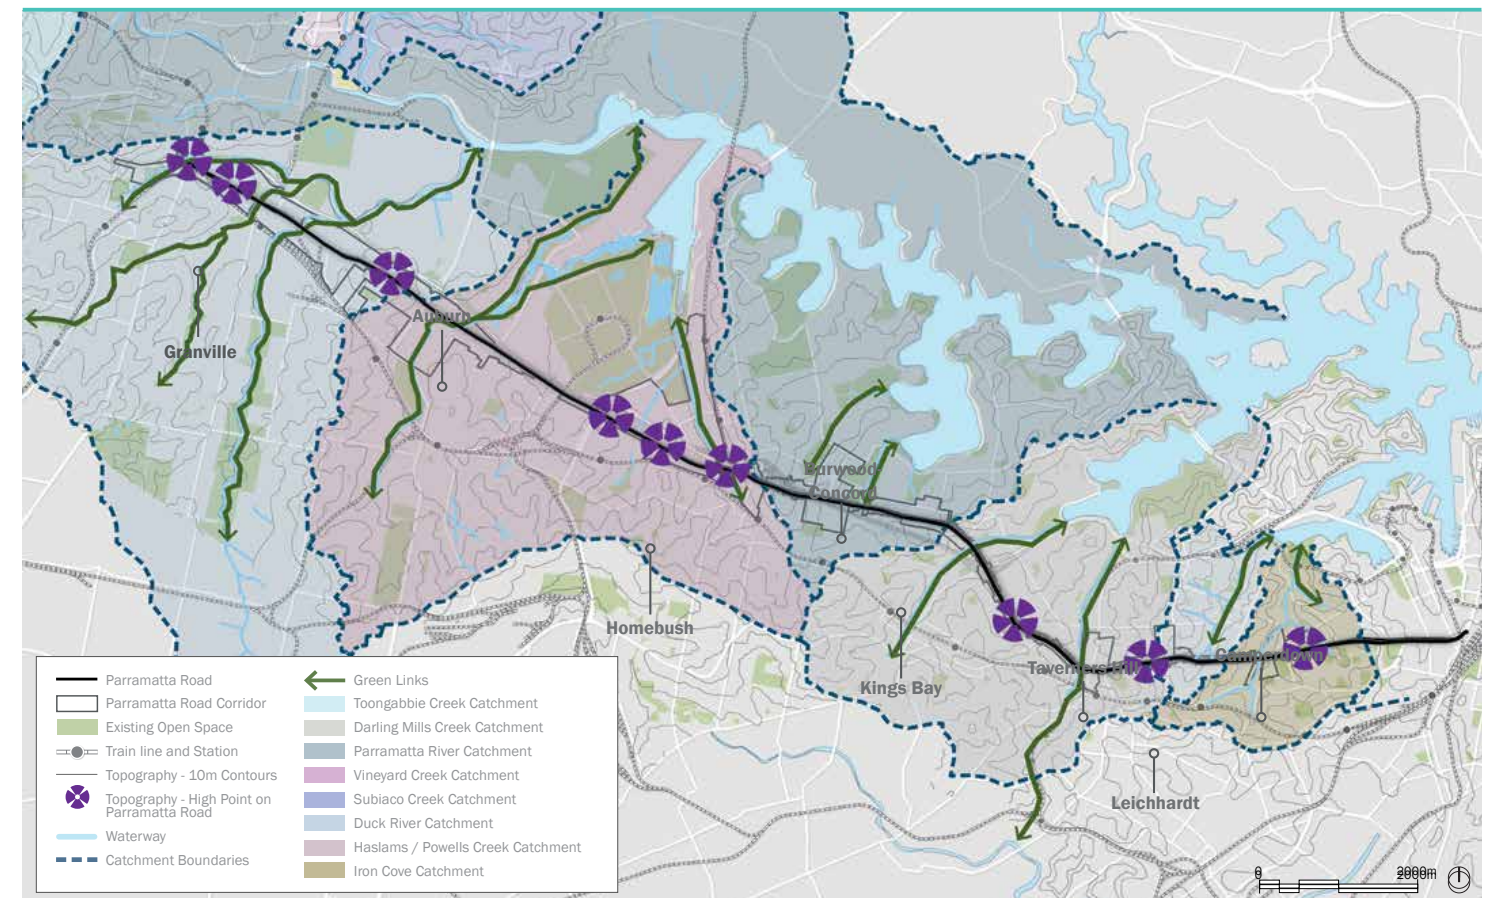 Granville
Auburn
Burwood
Concord
Homebush
Kings Bay
Taverners Hill
Camperdown
Leichhardt
Parramatta Road
Parramatta Road Corridor
Existing Open Space
Train line and Station
Topography - 10m Contours
Topography - High Point on
Parramatta Road
Waterway
Catchment Boundaries
Green Links
Toongabbie Creek Catchment
Darling Mills Creek Catchment
Parramatta River Catchment
Vineyard Creek Catchment
Subiaco Creek Catchment
Duck River Catchment
Haslams / Powells Creek Catchment
Iron Cove Catchment
0
2000m